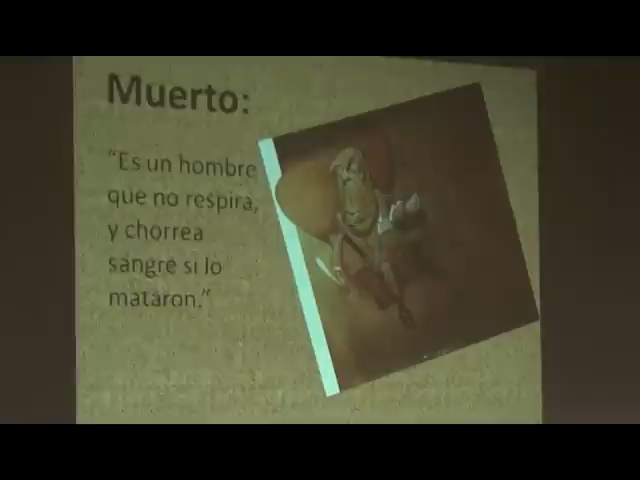 Muerto:
“Es un hombre
que no respira,
y chorrea
sangre si lo
mataron.”